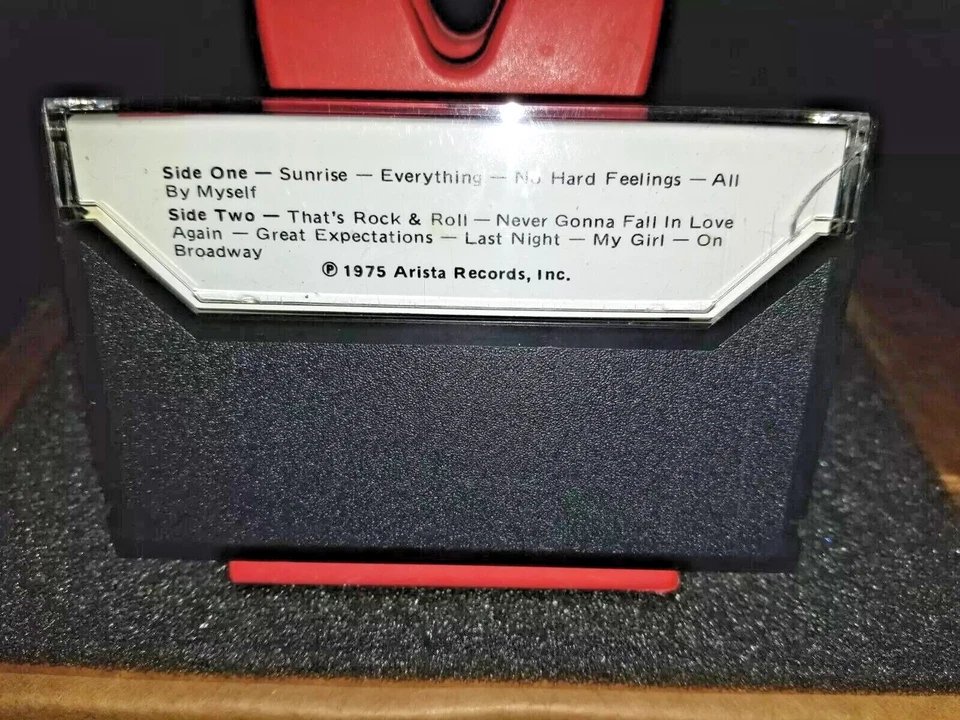 Side One — Sunrise — Everything — No Hard Feelings — All
By Myself
Side Two — That's Rock & Roll — Never Gonna Fall In Love
Again — Great Expectations — Last Night — My Girl — On
Broadway
℗ 1975 Arista Records, Inc.